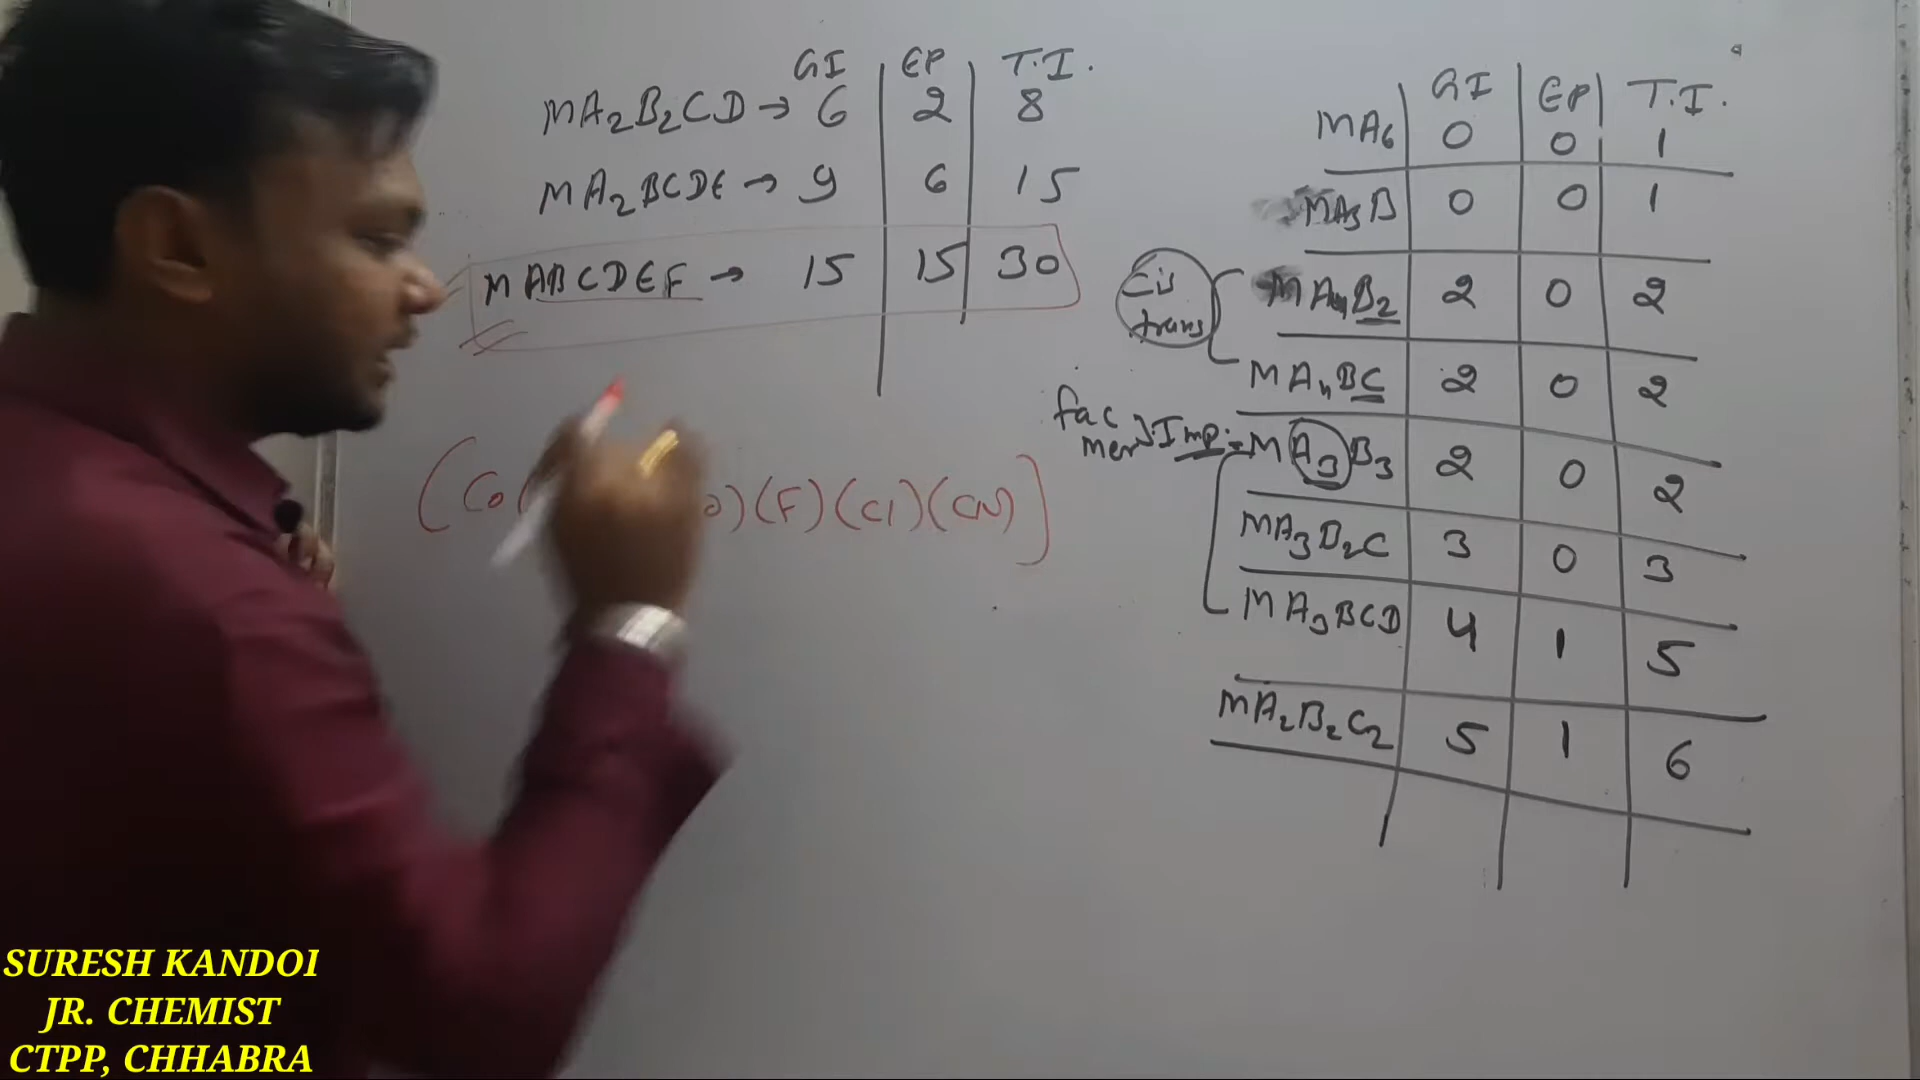 GI EP T.I.
MA₂B₂CD → 6 2 8
MA₂BCDE → 9 6 15
MABCDEF → 15 15 30
(Co( )(F)(Cl)(CN)]
GI EP T.I.
MA₆ 0 0 1
MA₅B 0 0 1
cis
trans
MA₄B₂ 2 0 2
MA₄BC 2 0 2
fac
mer } Imp:- MA₃B₃ 2 0 2
MA₃B₂C 3 0 3
MA₃BCD 4 1 5
MA₂B₂C₂ 5 1 6
SURESH KANDOI
JR. CHEMIST
CTPP, CHHABRA